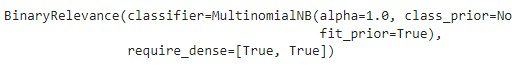 BinaryRelevance(classifier=MultinomialNB(alpha=1.0, class_prior=No
fit_prior=True),
require_dense=[True, True])